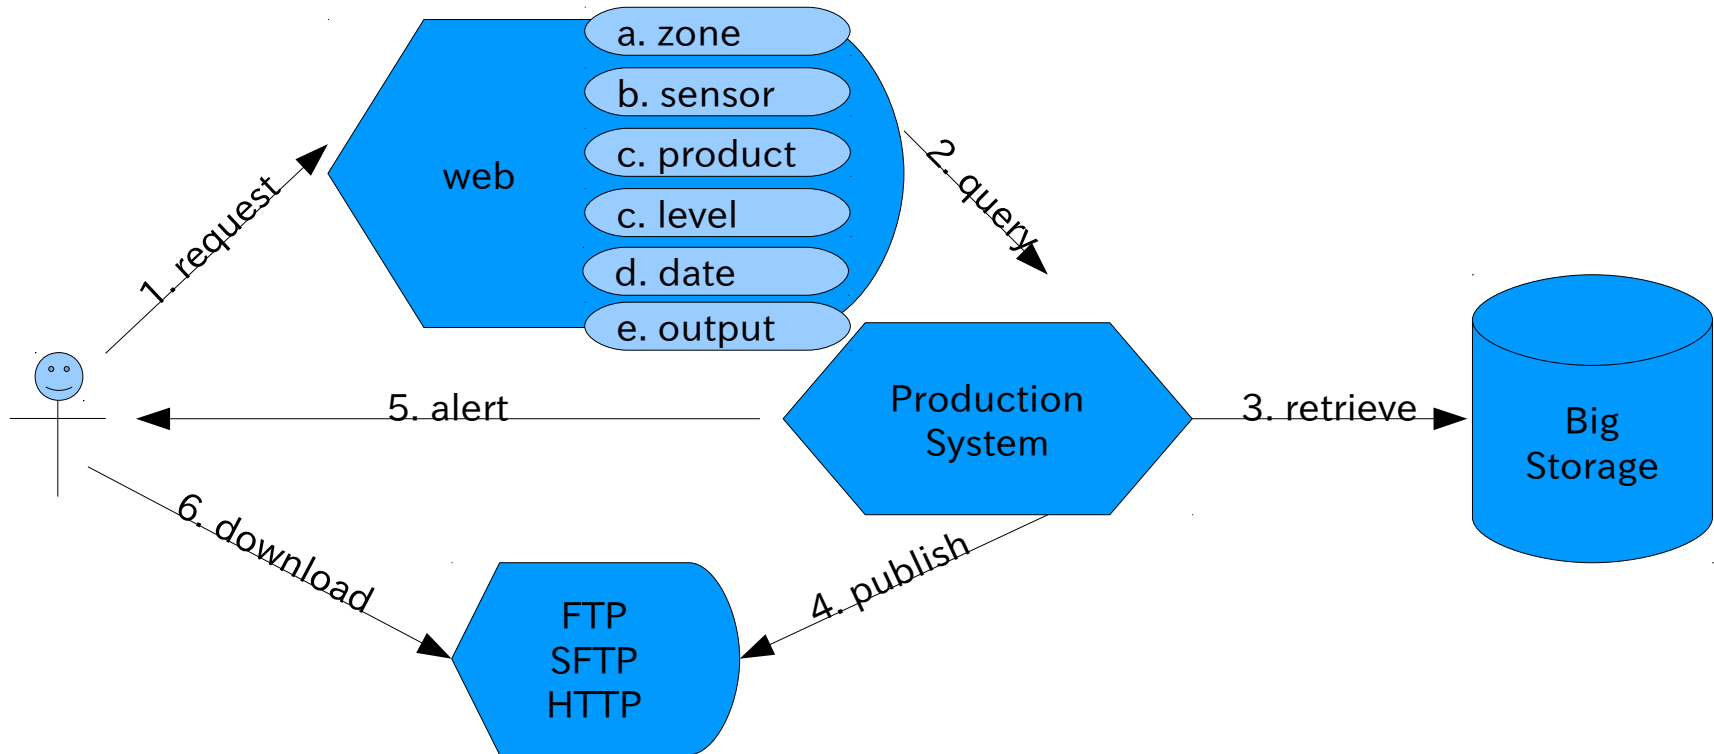 a. zone
b. sensor
c. product
web
c. level
d. date
e. output
1. request
2. query
Production
System
3. retrieve
Big
Storage
5. alert
4. publish
6. download
FTP
SFTP
HTTP